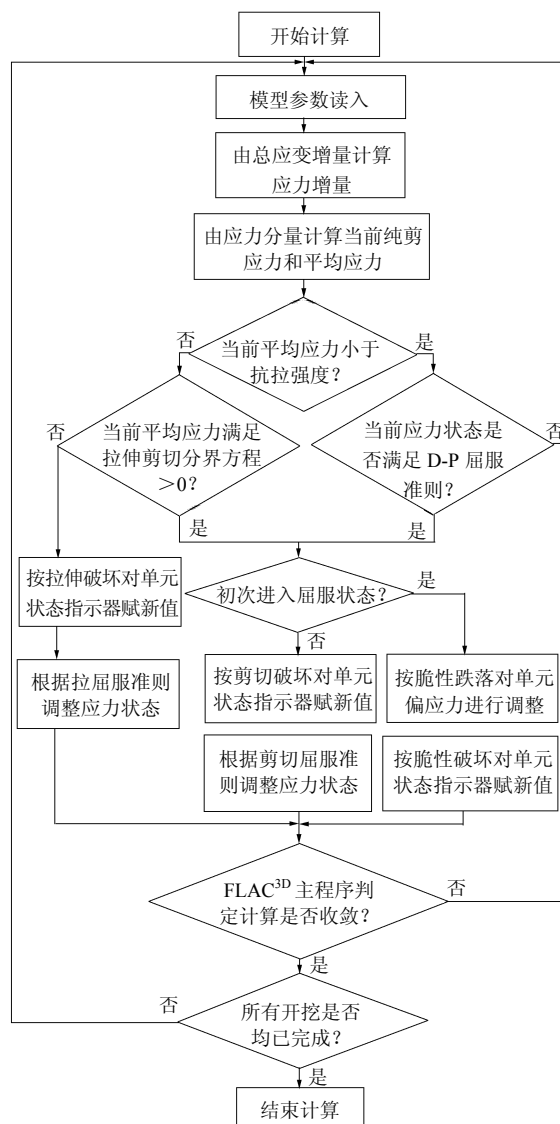 开始计算
模型参数读入
由总应变增量计算
应力增量
由应力分量计算当前纯剪
应力和平均应力
否
是
当前平均应力小于
抗拉强度?
否
当前平均应力满足
拉伸剪切分界方程
>0?
当前应力状态是
否满足 D-P 屈服
准则?
否
是
是
按拉伸破坏对单元
状态指示器赋新值
初次进入屈服状态?
是
否
根据拉屈服准则
调整应力状态
按剪切破坏对单元
状态指示器赋新值
按脆性跌落对单元
偏应力进行调整
根据剪切屈服准
则调整应力状态
按脆性破坏对单元
状态指示器赋新值
FLAC3D 主程序判
定计算是否收敛?
否
是
否
所有开挖是否
均已完成?
是
结束计算